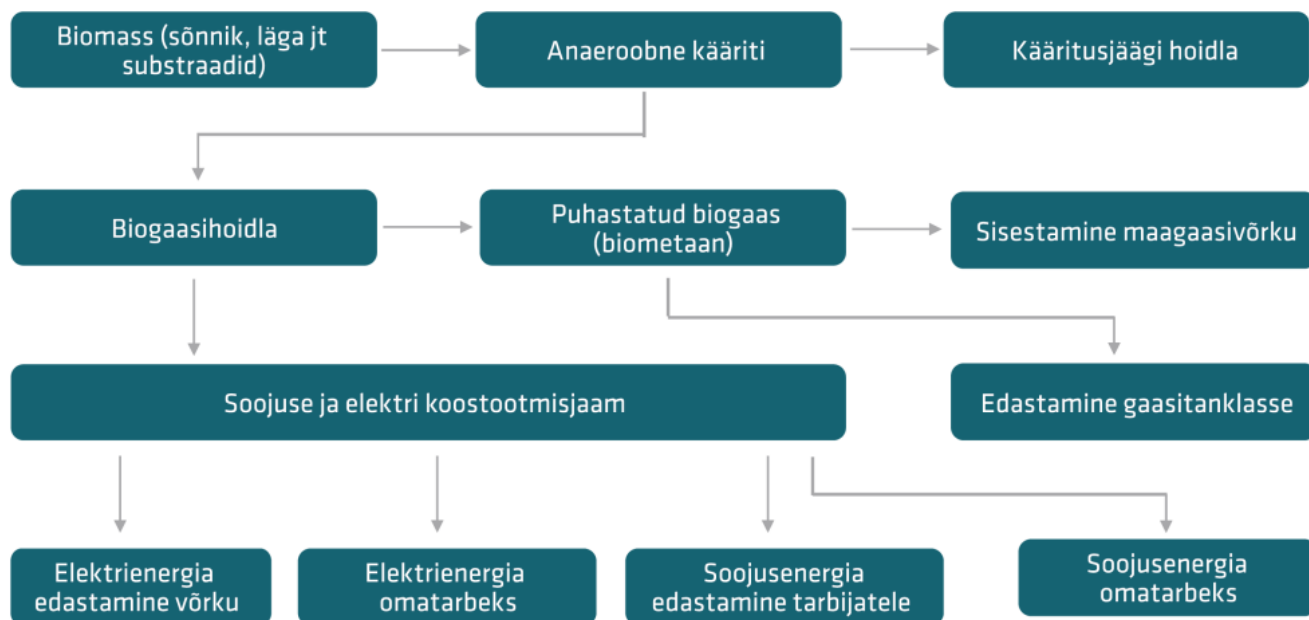 Biomass (sõnnik, läga jt
substraadid)
Anaeroobne kääriti
Kääritusjäägi hoidla
Biogaasihoidla
Puhastatud biogaas
(biometaan)
Sisestamine maagaasivõrku
Soojuse ja elektri koostootmisjaam
Edastamine gaasitanklasse
Elektrienergia
edastamine võrku
Elektrienergia
omatarbeks
Soojusenergia
edastamine tarbijatele
Soojusenergia
omatarbeks